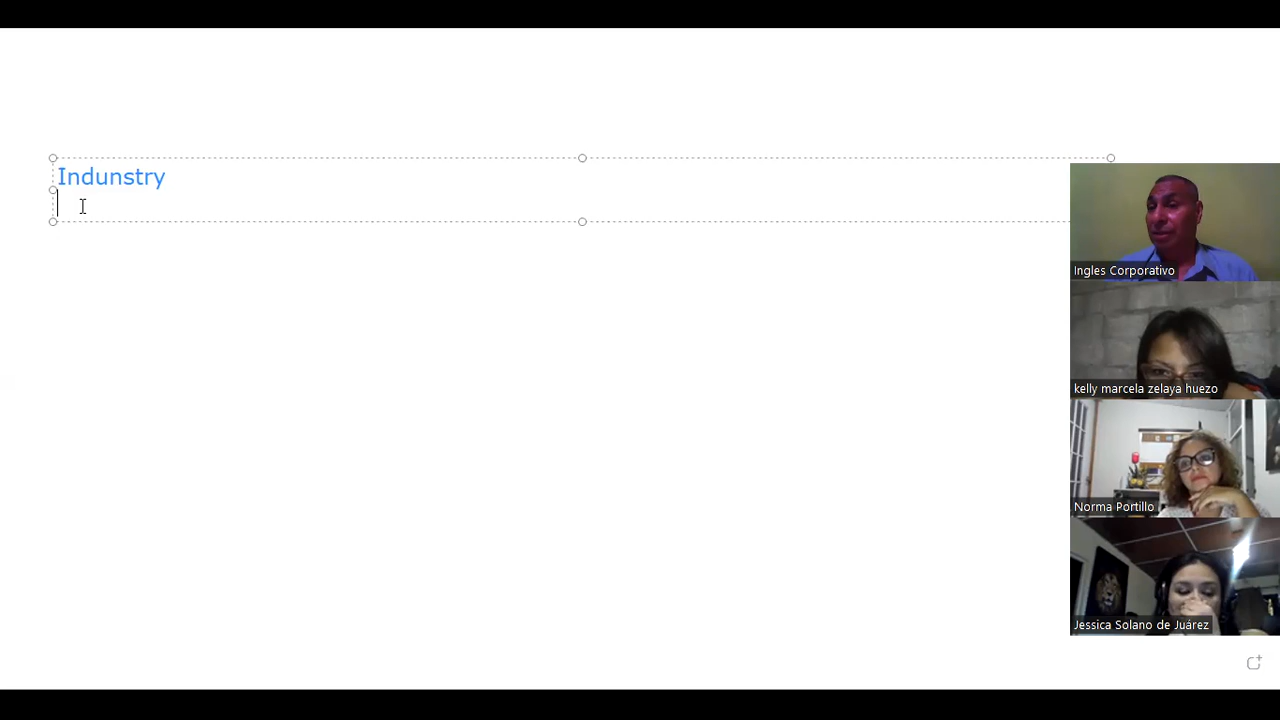 Indunstry
Ingles Corporativo
kelly marcela zelaya huezo
Norma Portillo
Jessica Solano de Juárez